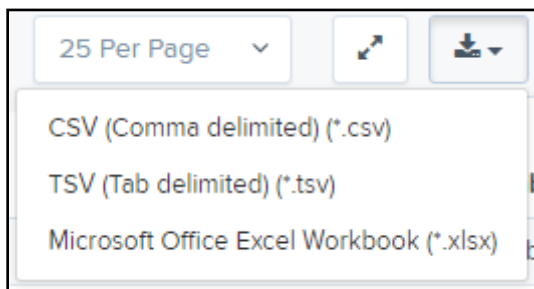 25 Per Page
CSV (Comma delimited) (*.csv)
TSV (Tab delimited) (*.tsv)
Microsoft Office Excel Workbook (*.xlsx)